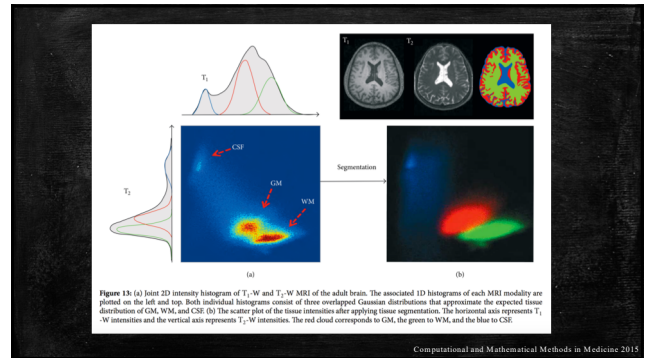 T1
T1
T2
T2
CSF
GM
WM
Segmentation
(a)
(b)
Figure 13: (a) Joint 2D intensity histogram of T1-W and T2-W MRI of the adult brain. The associated 1D histograms of each MRI modality are
plotted on the left and top. Both individual histograms consist of three overlapped Gaussian distributions that approximate the expected tissue
distribution of GM, WM, and CSF. (b) The scatter plot of the tissue intensities after applying tissue segmentation. The horizontal axis represents T1
-W intensities and the vertical axis represents T2-W intensities. The red cloud corresponds to GM, the green to WM, and the blue to CSF.
Computational and Mathematical Methods in Medicine 2015